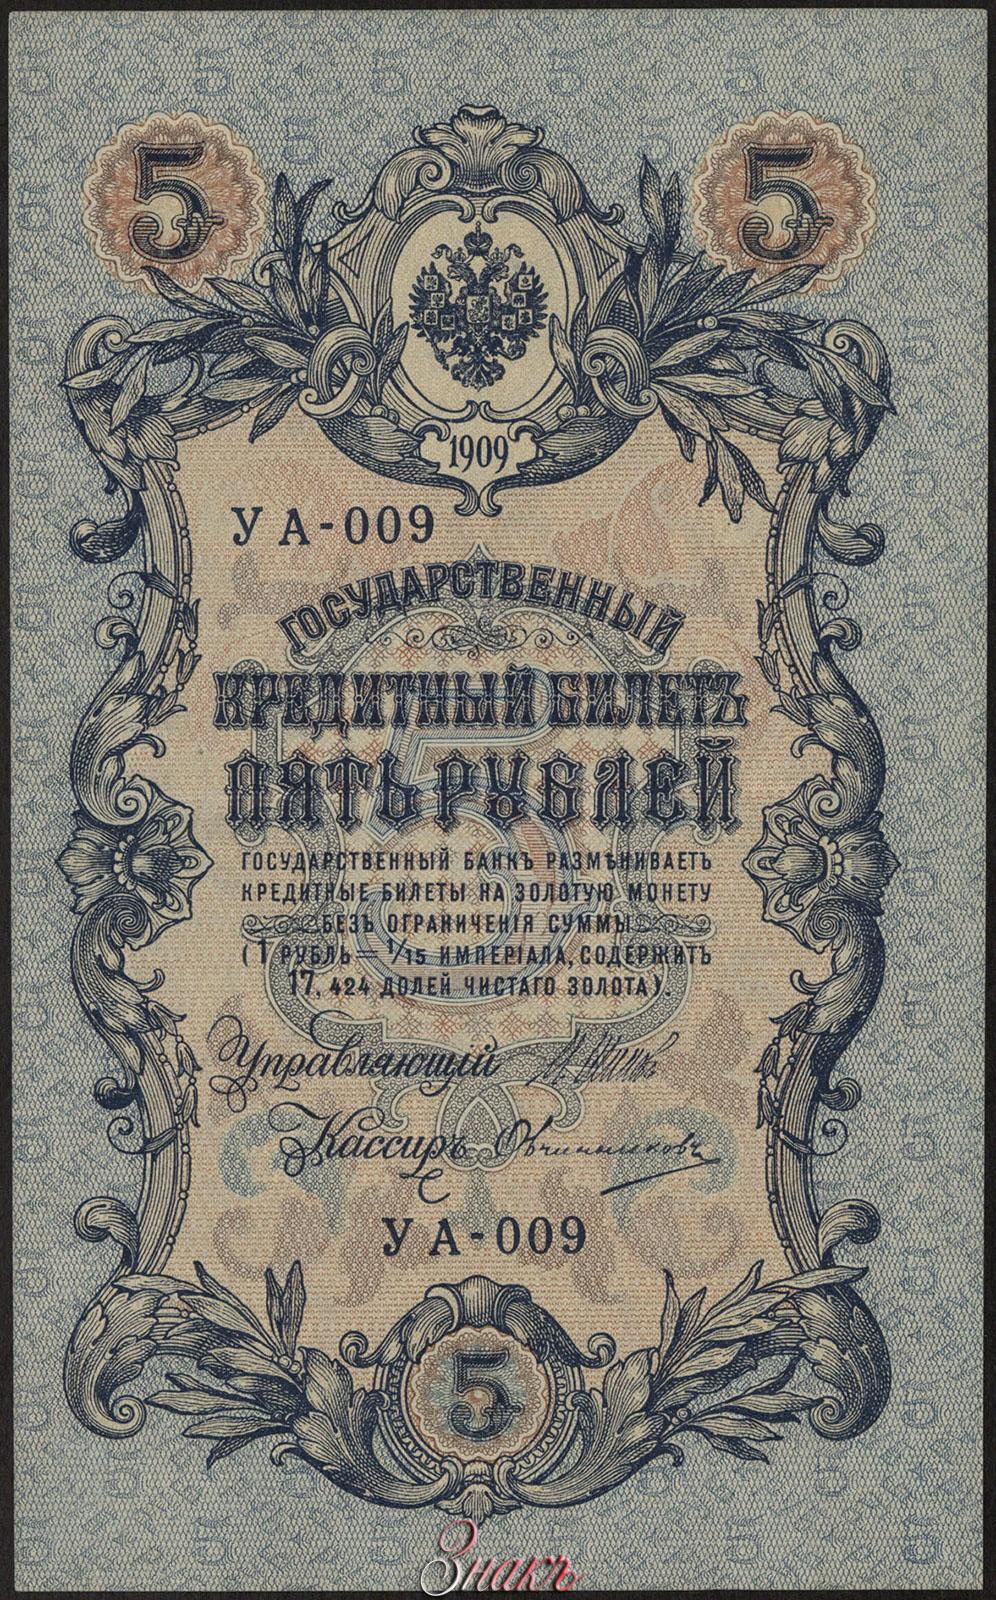 5 5
1909
УА-009
ГОСУДАРСТВЕННЫЙ
КРЕДИТНЫЙ БИЛЕТЪ
ПЯТЬ РУБЛЕЙ
ГОСУДАРСТВЕННЫЙ БАНКЪ РАЗМѢНИВАЕТЪ
КРЕДИТНЫЕ БИЛЕТЫ НА ЗОЛОТУЮ МОНЕТУ
БЕЗЪ ОГРАНИЧЕНІЯ СУММЫ
(1 РУБЛЬ = 1/15 ИМПЕРІАЛА, СОДЕРЖИТЪ
17, 424 ДОЛЕЙ ЧИСТАГО ЗОЛОТА).
Управляющій
Кассиръ Овчинниковъ
УА-009
5
Знакъ